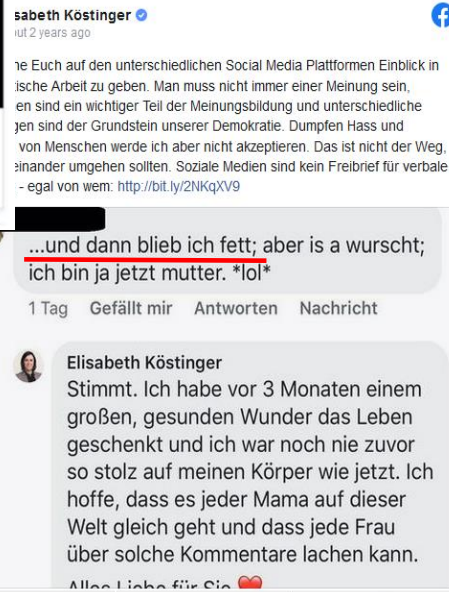 sabeth Köstinger
ut 2 years ago
he Euch auf den unterschiedlichen Social Media Plattformen Einblick in
tische Arbeit zu geben. Man muss nicht immer einer Meinung sein,
en sind ein wichtiger Teil der Meinungsbildung und unterschiedliche
gen sind der Grundstein unserer Demokratie. Dumpfen Hass und
von Menschen werde ich aber nicht akzeptieren. Das ist nicht der Weg,
einander umgehen sollten. Soziale Medien sind kein Freibrief für verbale
- egal von wem: http://bit.ly/2NKqXV9
...und dann blieb ich fett; aber is a wurscht;
ich bin ja jetzt mutter. *lol*
1 Tag Gefällt mir Antworten Nachricht
Elisabeth Köstinger
Stimmt. Ich habe vor 3 Monaten einem
großen, gesunden Wunder das Leben
geschenkt und ich war noch nie zuvor
so stolz auf meinen Körper wie jetzt. Ich
hoffe, dass es jeder Mama auf dieser
Welt gleich geht und dass jede Frau
über solche Kommentare lachen kann.
Alles Liebe für Sie ❤️